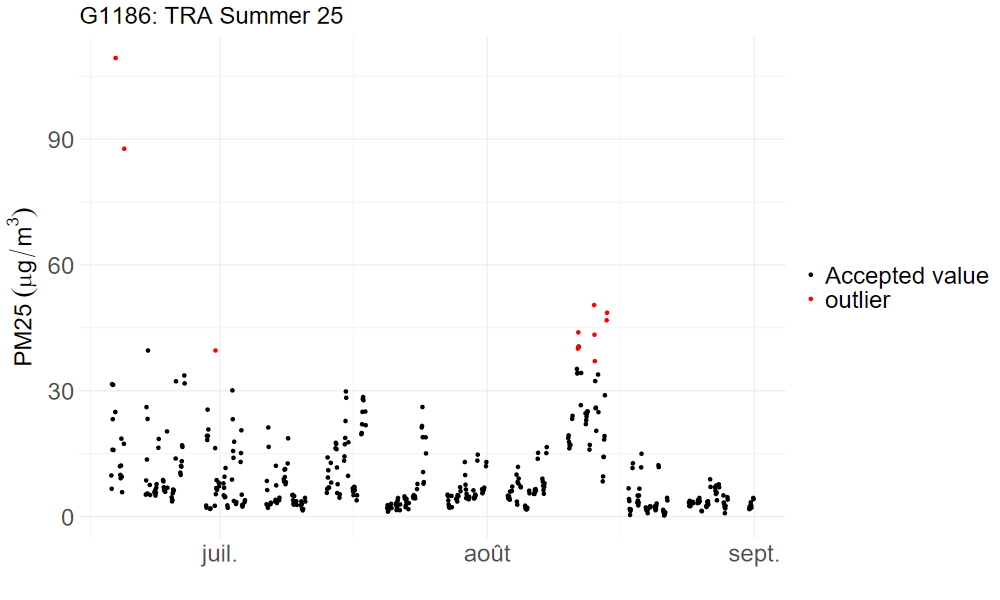 G1186: TRA Summer 25
PM25 (μg/m³)
90
60
30
0
juil.
août
sept.
Accepted value
outlier